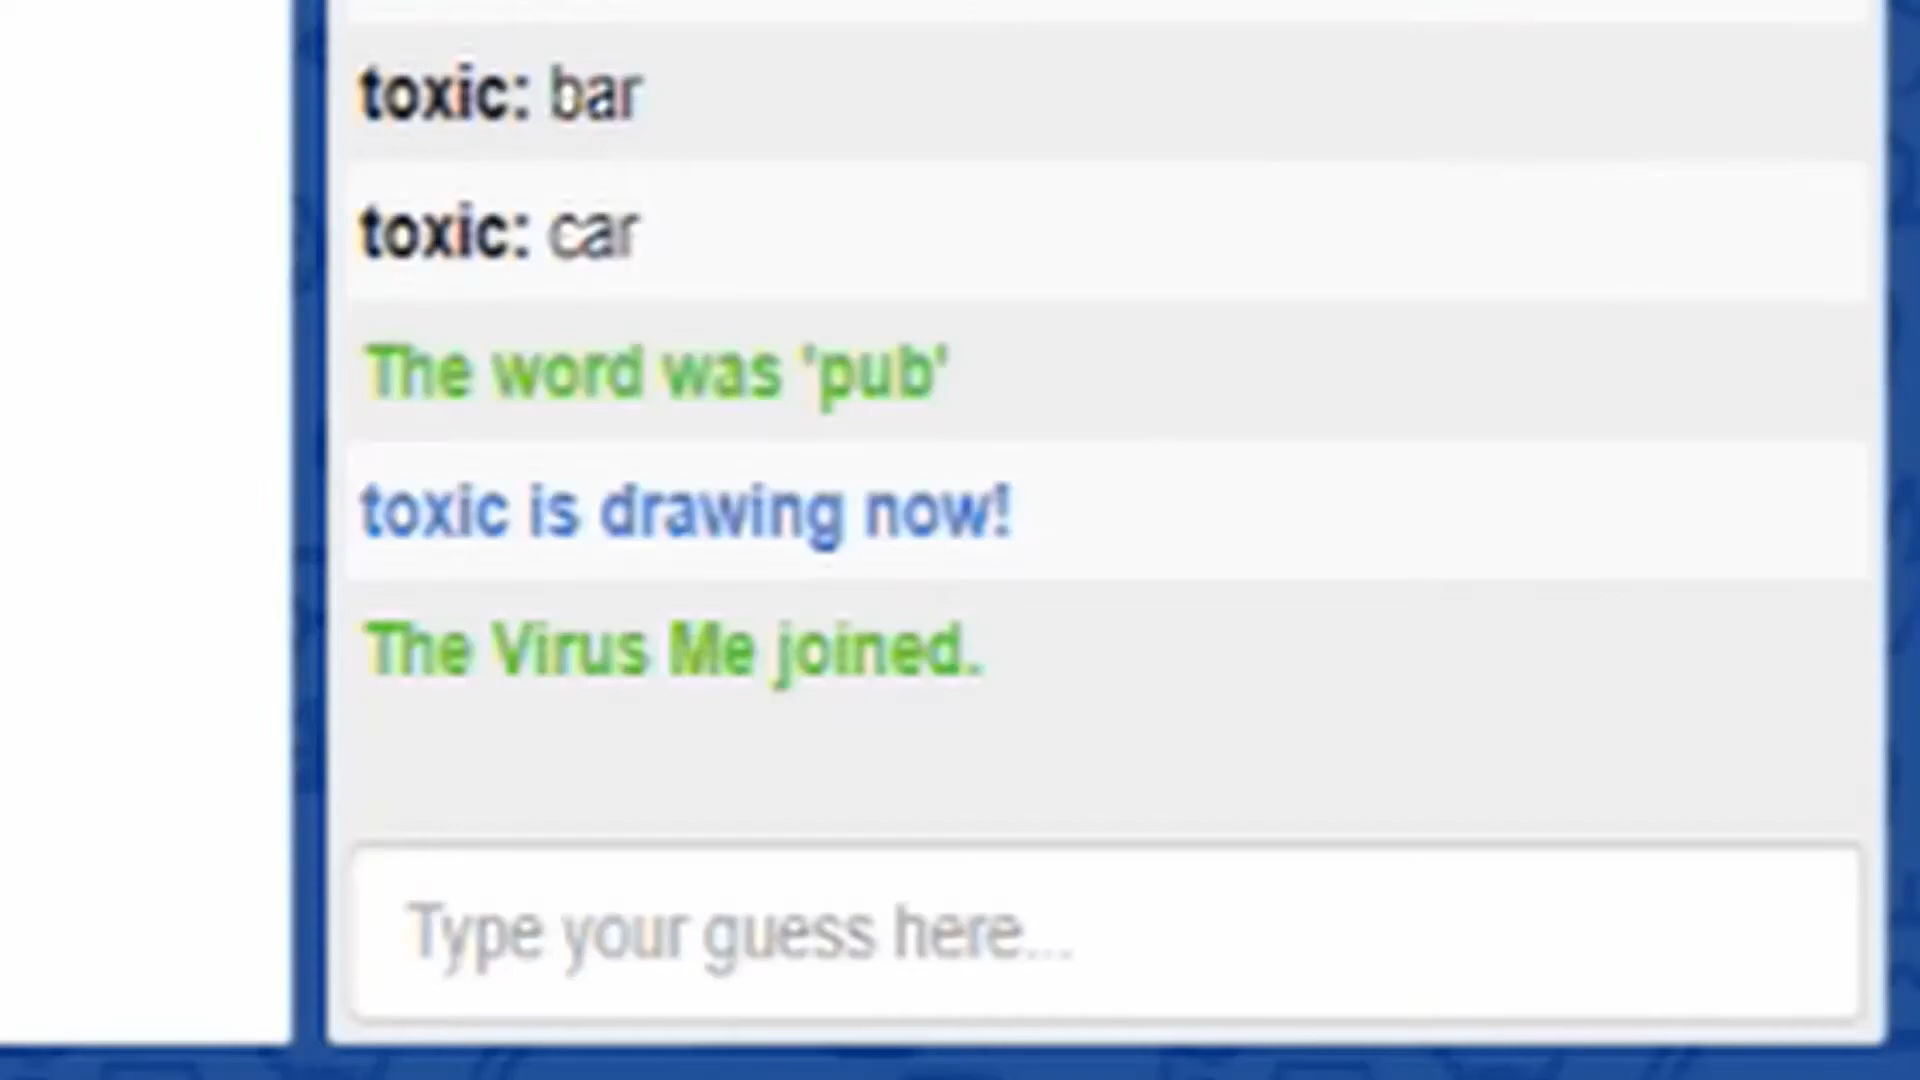 toxic: bar
toxic: car
The word was 'pub'
toxic is drawing now!
The Virus Me joined.
Type your guess here...